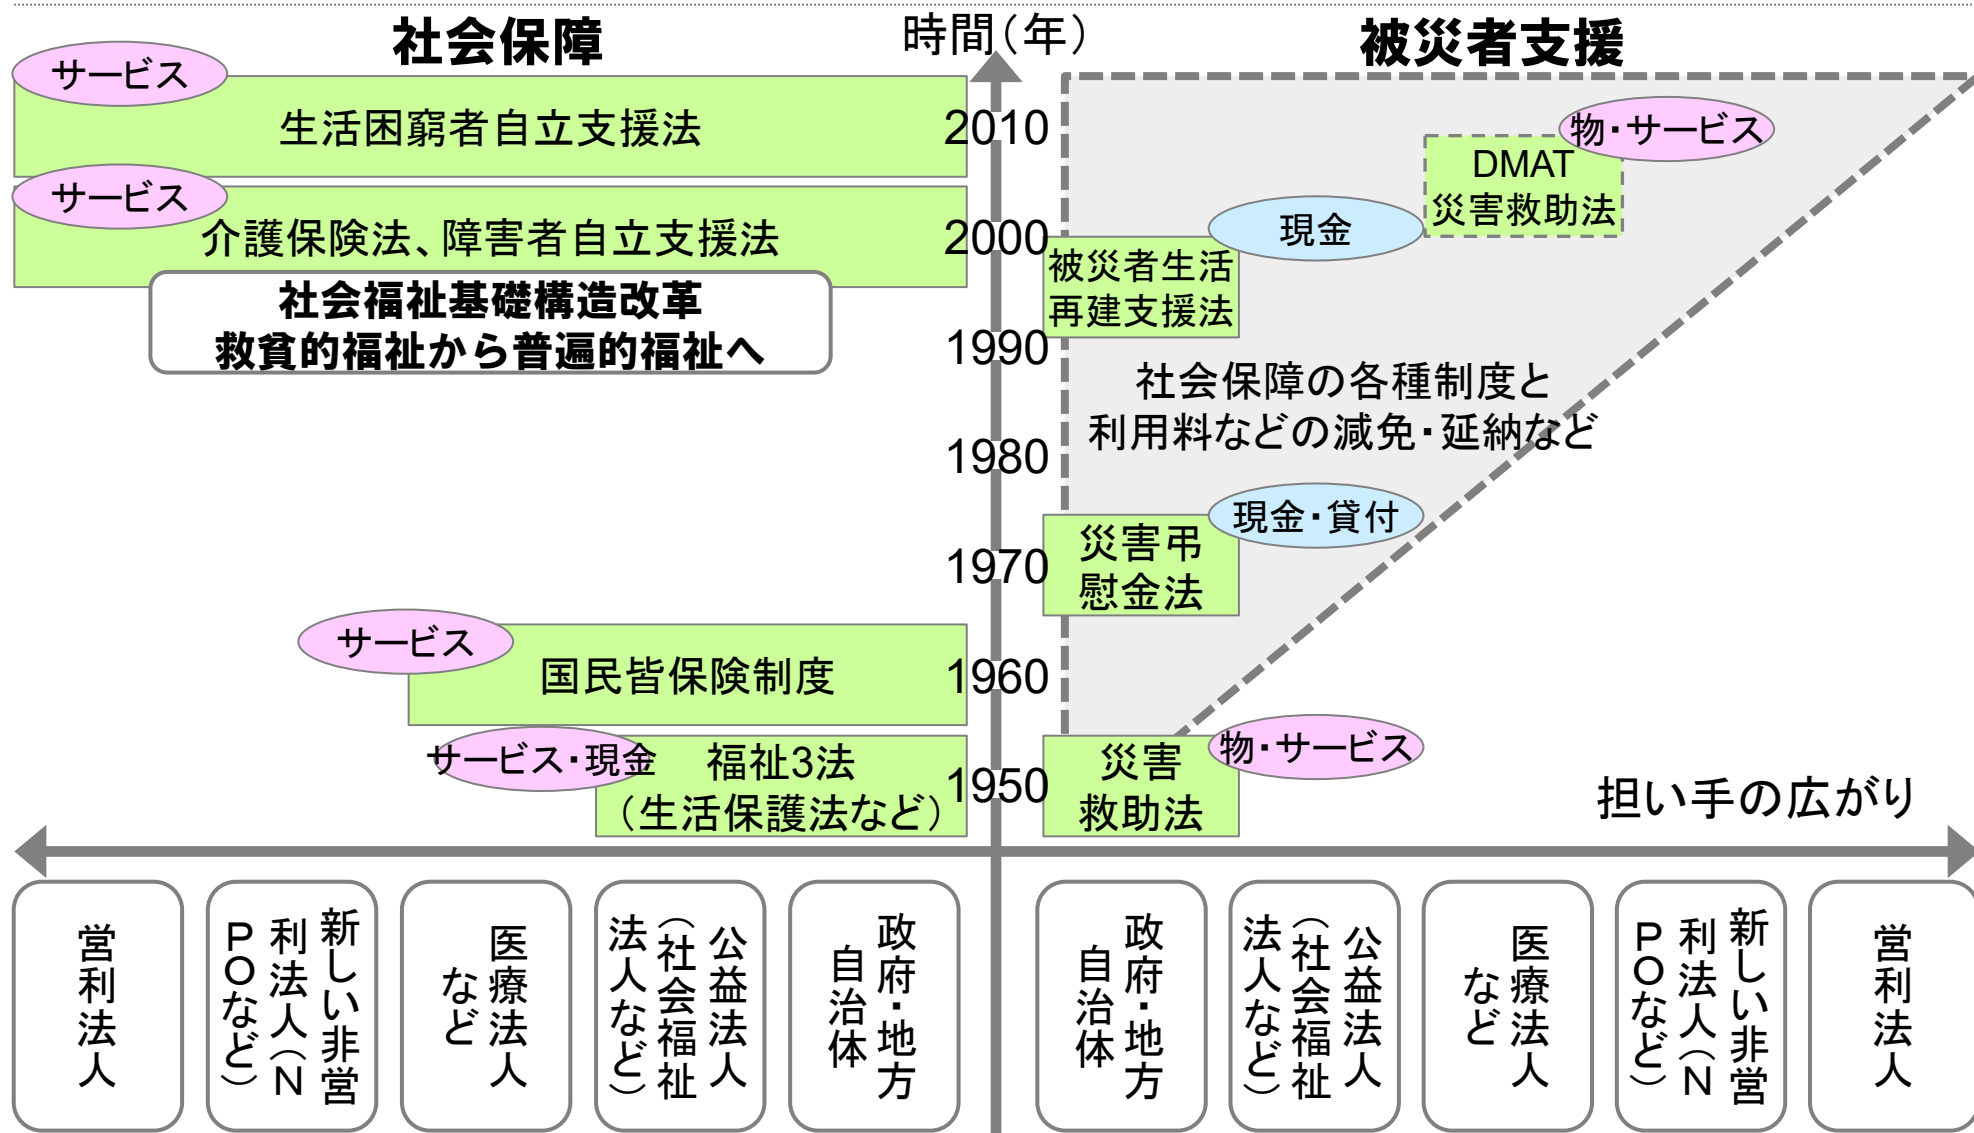 社会保障
時間（年）
被災者支援
サービス
生活困窮者自立支援法
サービス
介護保険法、障害者自立支援法
社会福祉基礎構造改革
救貧的福祉から普遍的福祉へ
サービス
国民皆保険制度
サービス・現金
福祉3法
（生活保護法など）
2010
2000
1990
1980
1970
1960
1950
物・サービス
DMAT
災害救助法
現金
被災者生活
再建支援法
社会保障の各種制度と
利用料などの減免・延納など
現金・貸付
災害弔
慰金法
物・サービス
災害
救助法
担い手の広がり
営利法人
新しい非営
利法人（Ｎ
ＰＯなど）
医療法人
など
公益法人
（社会福祉
法人など）
政府・地方
自治体
政府・地方
自治体
公益法人
（社会福祉
法人など）
医療法人
など
新しい非営
利法人（Ｎ
ＰＯなど）
営利法人